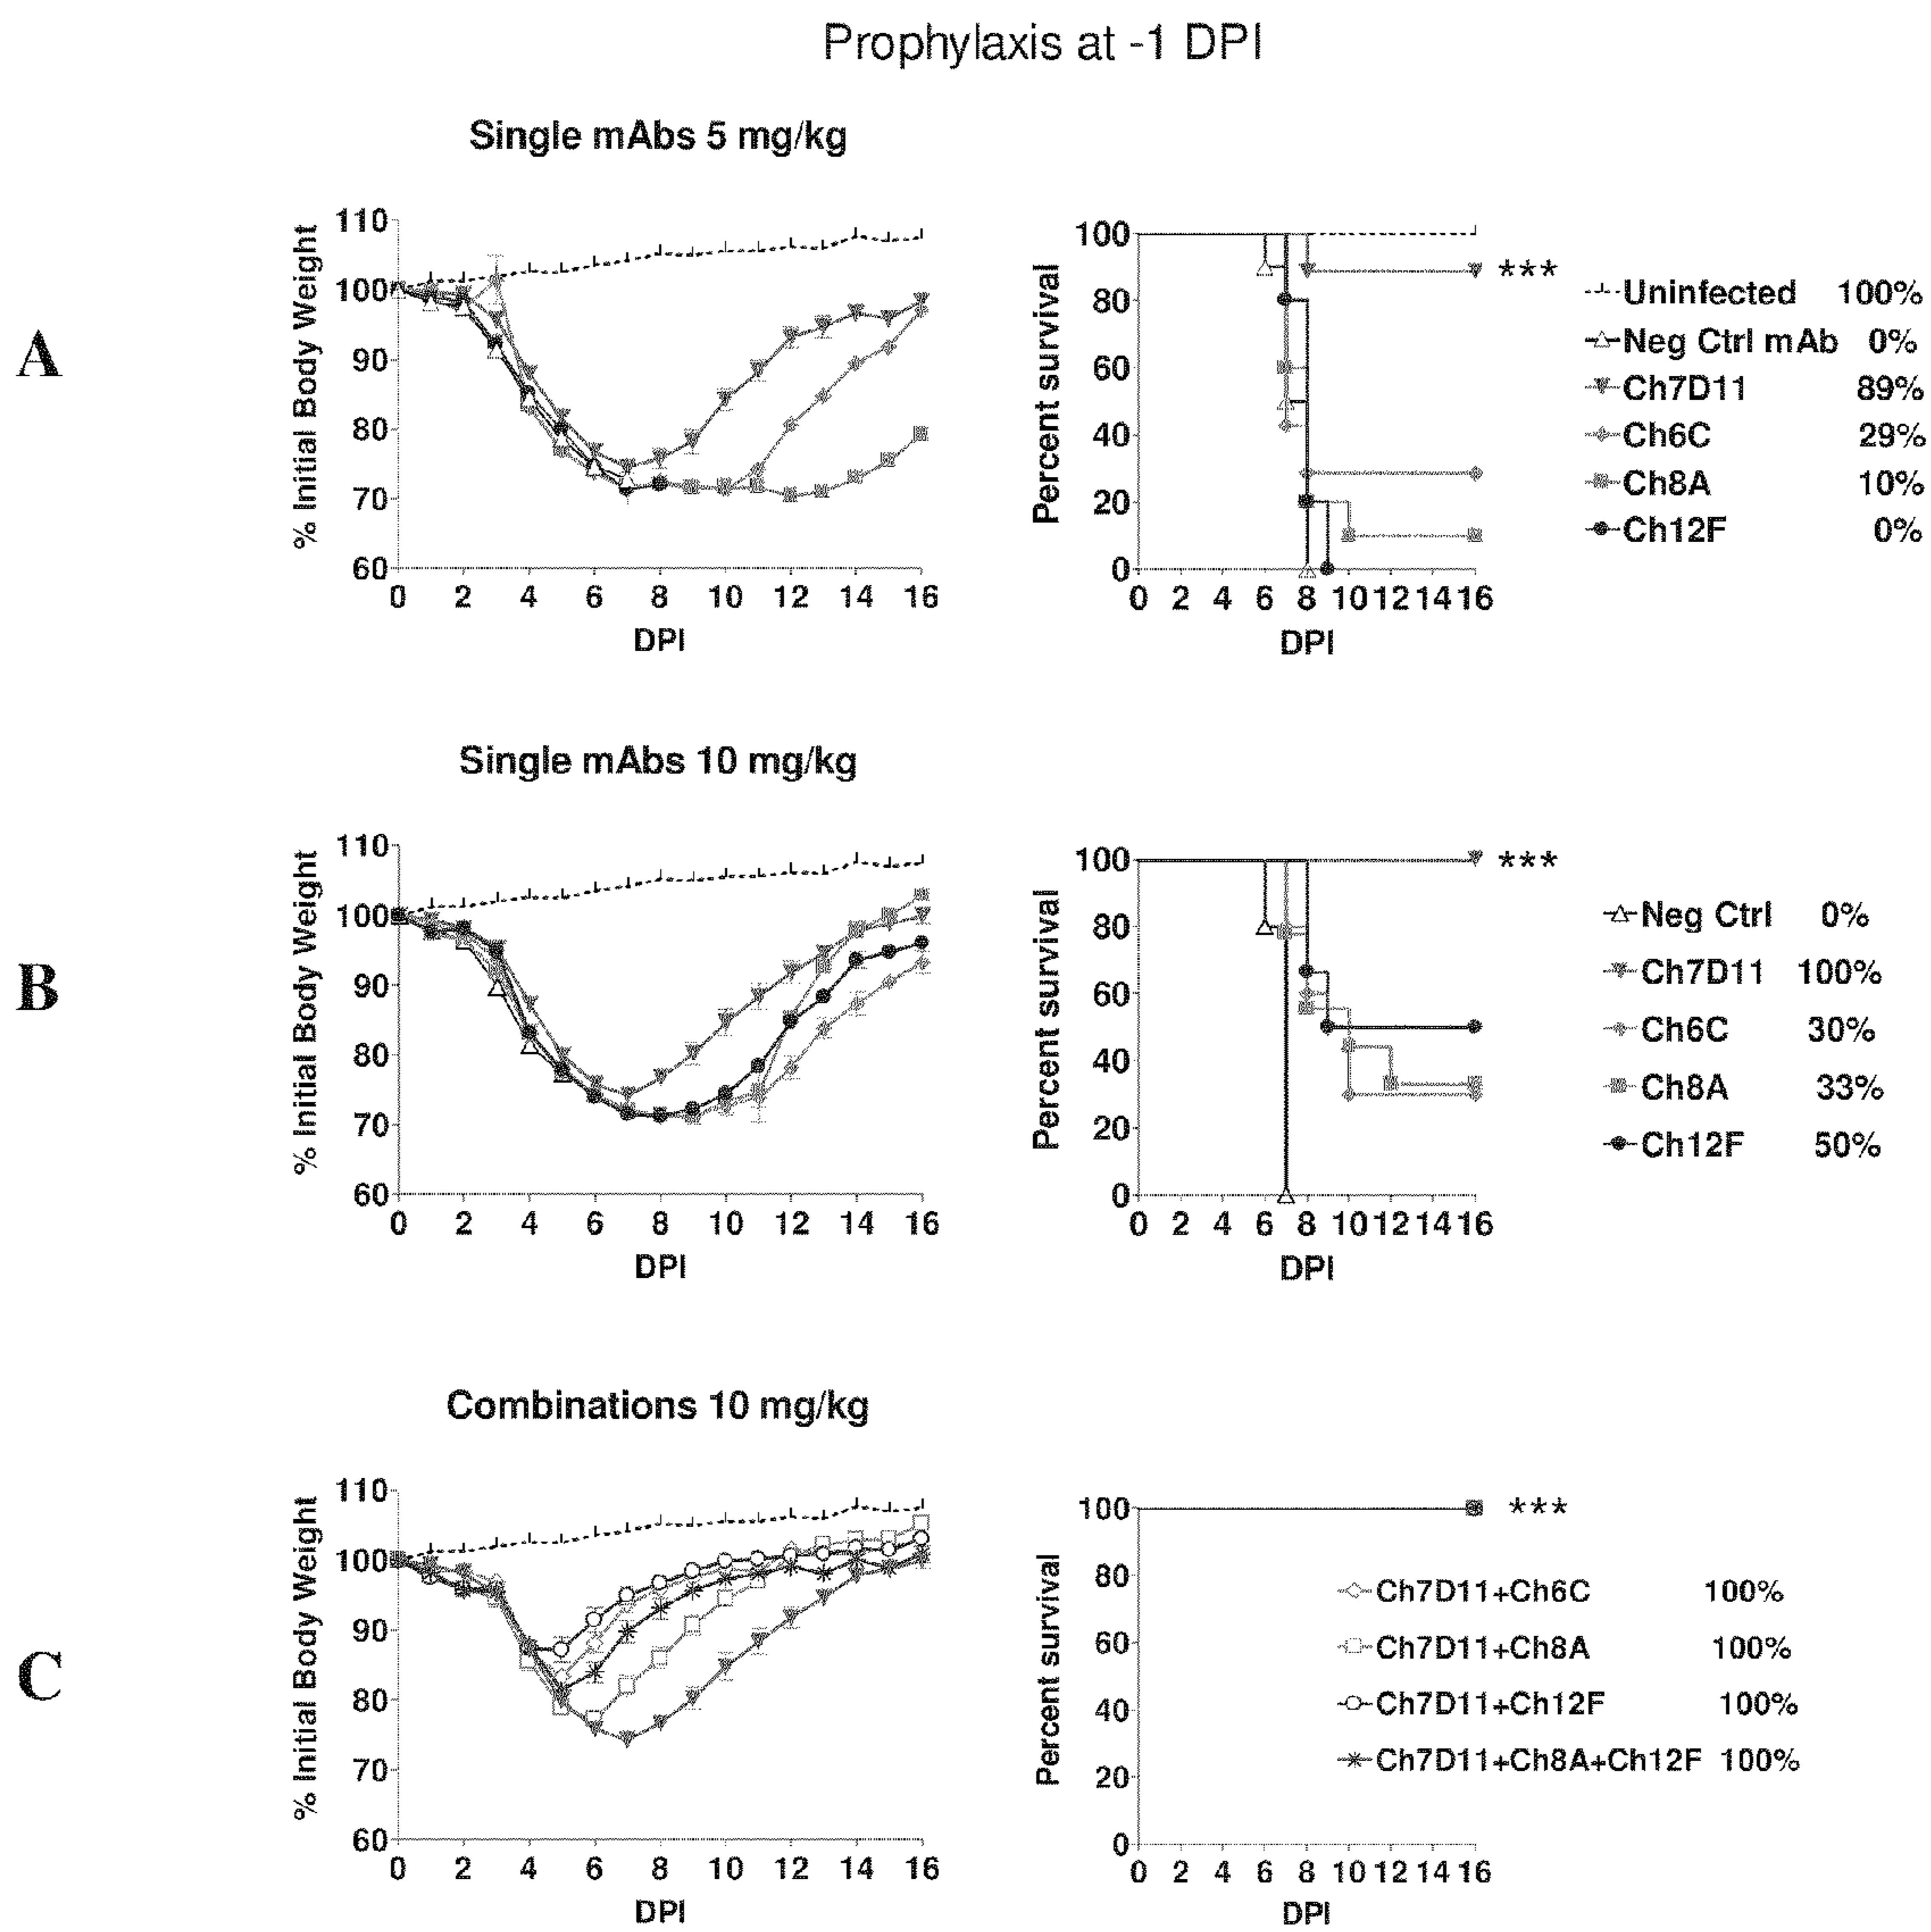 Prophylaxis at -1 DPI
A
Single mAbs 5 mg/kg
% Initial Body Weight
110
100
90
80
70
60
0 2 4 6 8 10 12 14 16
DPI
Percent survival
100
80
60
40
20
0
0 2 4 6 8 10 12 14 16
DPI
***
Uninfected 100%
Neg Ctrl mAb 0%
Ch7D11 89%
Ch6C 29%
Ch8A 10%
Ch12F 0%
B
Single mAbs 10 mg/kg
% Initial Body Weight
110
100
90
80
70
60
0 2 4 6 8 10 12 14 16
DPI
Percent survival
100
80
60
40
20
0
0 2 4 6 8 10 12 14 16
DPI
***
Neg Ctrl 0%
Ch7D11 100%
Ch6C 30%
Ch8A 33%
Ch12F 50%
C
Combinations 10 mg/kg
% Initial Body Weight
110
100
90
80
70
60
0 2 4 6 8 10 12 14 16
DPI
Percent survival
100
80
60
40
20
0
0 2 4 6 8 10 12 14 16
DPI
***
Ch7D11+Ch6C 100%
Ch7D11+Ch8A 100%
Ch7D11+Ch12F 100%
Ch7D11+Ch8A+Ch12F 100%